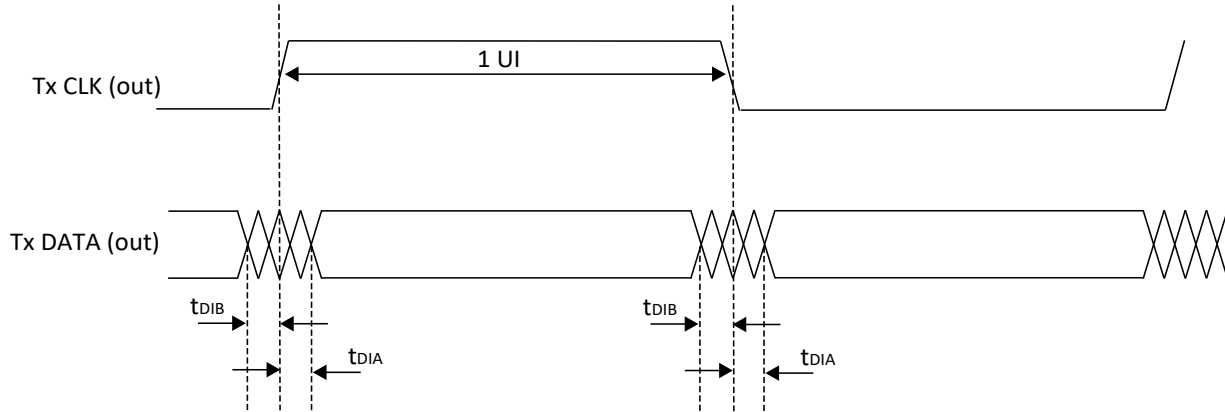 1 UI
Tx CLK (out)
Tx DATA (out)
tDIB
tDIB
tDIA
tDIA